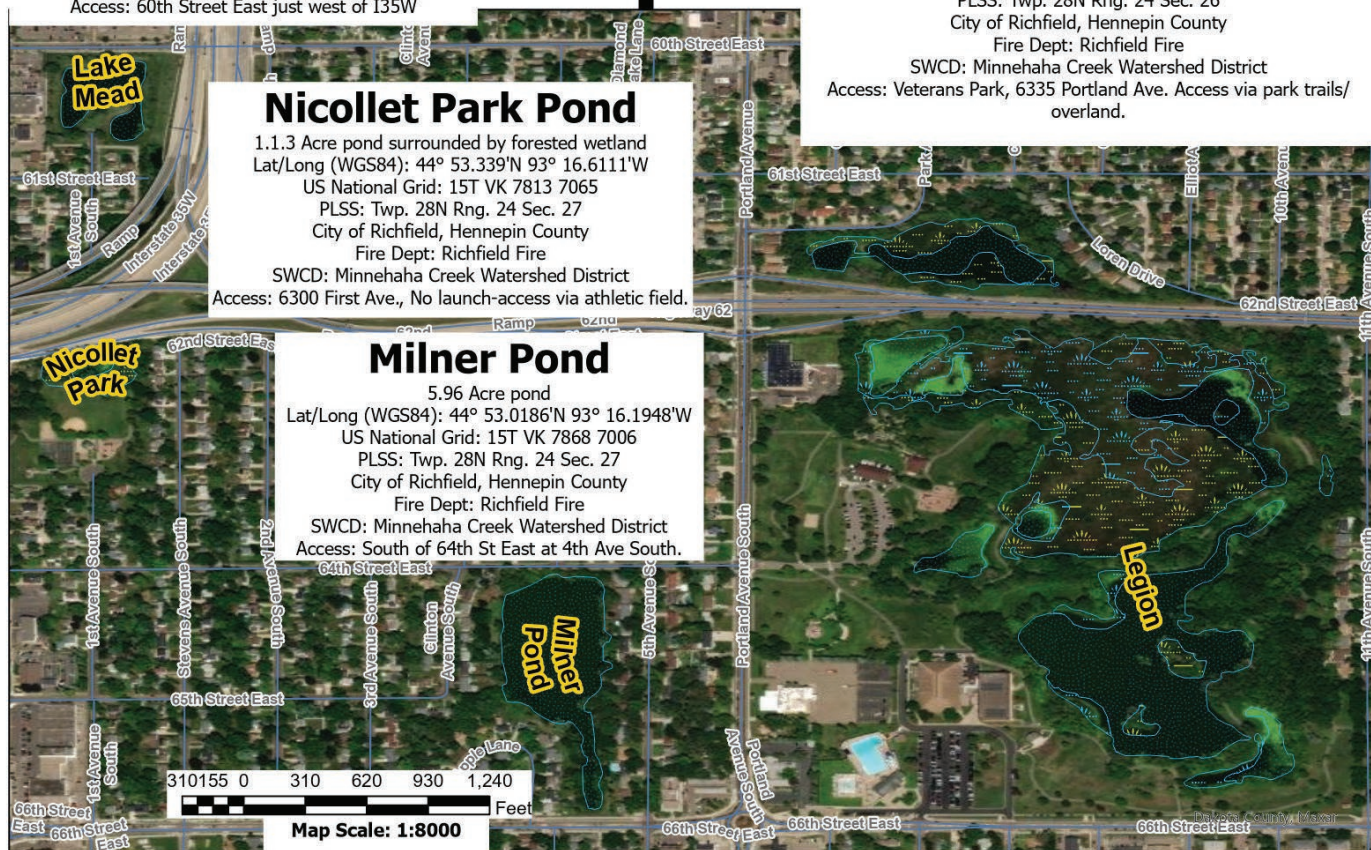 Access: 60th Street East just west of I35W
PLSS: Twp. 28N Rng. 24 Sec. 26
City of Richfield, Hennepin County
Fire Dept: Richfield Fire
SWCD: Minnehaha Creek Watershed District
Access: Veterans Park, 6335 Portland Ave. Access via park trails/
overland.
60th Street East
Lake
Mead
Nicollet Park Pond
1.1.3 Acre pond surrounded by forested wetland
Lat/Long (WGS84): 44° 53.339'N 93° 16.6111'W
US National Grid: 15T VK 7813 7065
PLSS: Twp. 28N Rng. 24 Sec. 27
City of Richfield, Hennepin County
Fire Dept: Richfield Fire
SWCD: Minnehaha Creek Watershed District
Access: 6300 First Ave., No launch-access via athletic field.
61st Street East
61st Street East
1st Avenue
South
Ramp
Interstate 35W
Portland Avenue
Loren Drive
62nd Street East
11th Avenue South
62nd Street East
Ramp
62nd
Nicollet
Park
Milner Pond
5.96 Acre pond
Lat/Long (WGS84): 44° 53.0186'N 93° 16.1948'W
US National Grid: 15T VK 7868 7006
PLSS: Twp. 28N Rng. 24 Sec. 27
City of Richfield, Hennepin County
Fire Dept: Richfield Fire
SWCD: Minnehaha Creek Watershed District
Access: South of 64th St East at 4th Ave South.
64th Street East
1st Avenue South
Stevens Avenue South
2nd Avenue South
3rd Avenue South
Clinton
Avenue South
Milner
Pond
5th Avenue South
Portland Avenue South
Legion
65th Street East
1st Avenue
South
Portland
Avenue South
310155 0 310 620 930 1,240
Feet
Map Scale: 1:8000
66th Street
East
66th Street
East
66th Street
East
66th Street East
66th Street East
Dakota County, Maxar